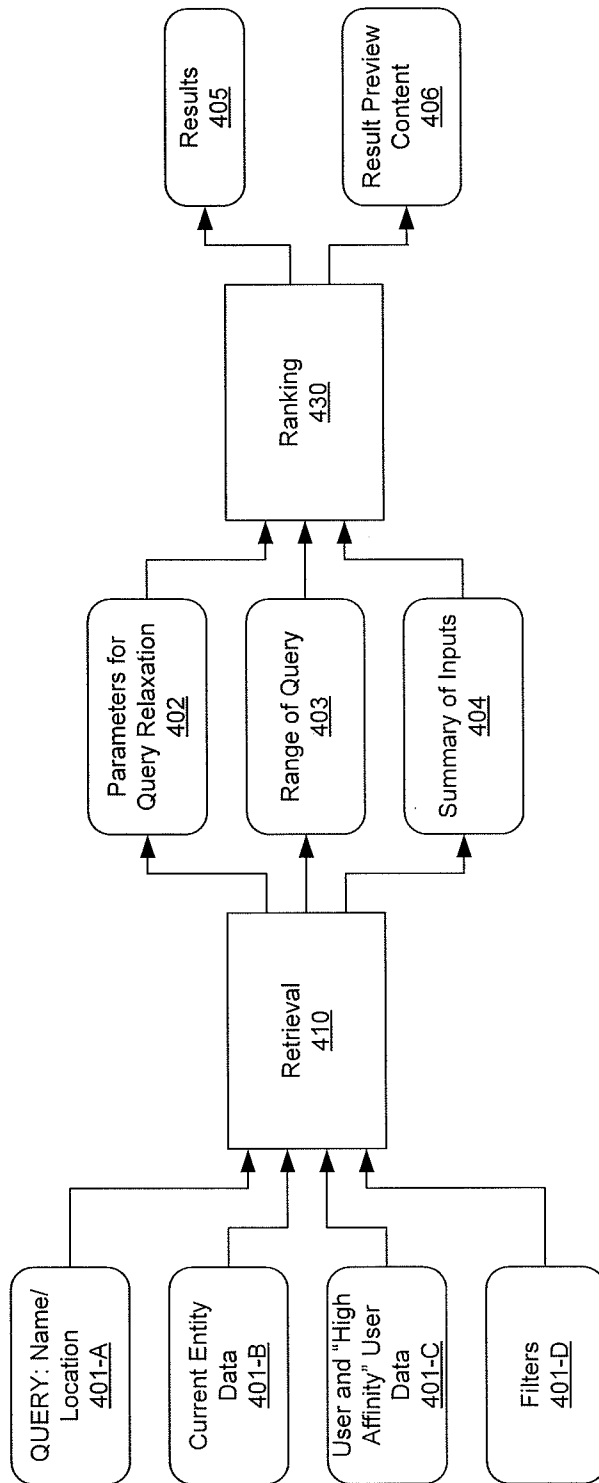 QUERY: Name/
Location
401-A
Current Entity
Data
401-B
User and “High
Affinity” User
Data
401-C
Filters
401-D
Retrieval
410
Parameters for
Query Relaxation
402
Range of Query
403
Summary of Inputs
404
Ranking
430
Results
405
Result Preview
Content
406